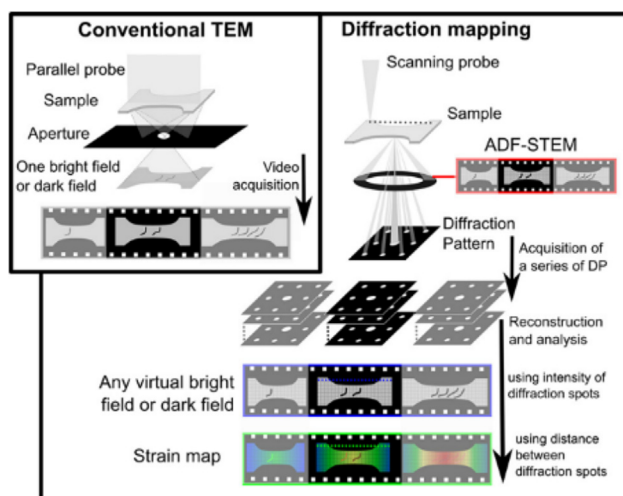 Conventional TEM
Parallel probe
Sample
Aperture
One bright field
or dark field
Video
acquisition
Diffraction mapping
Scanning probe
Sample
ADF-STEM
Diffraction
Pattern
Acquisition of
a series of DP
Reconstruction
and analysis
Any virtual bright
field or dark field
using intensity of
diffraction spots
Strain map
using distance
between
diffraction spots